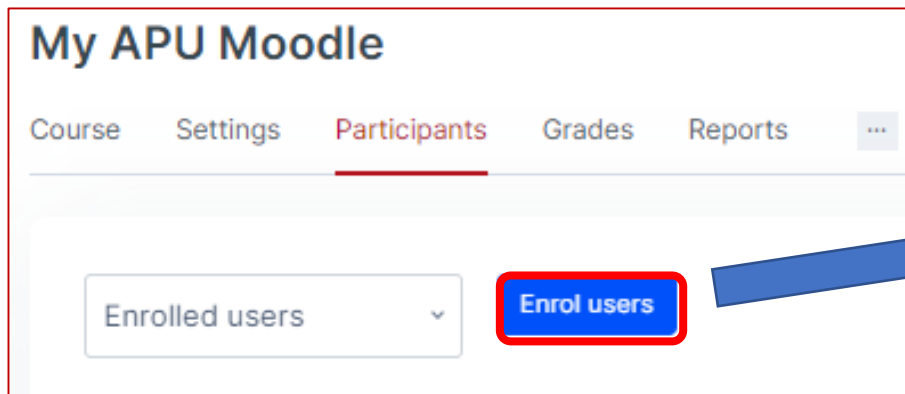 My APU Moodle
Course Settings Participants Grades Reports ...
Enrolled users Enrol users